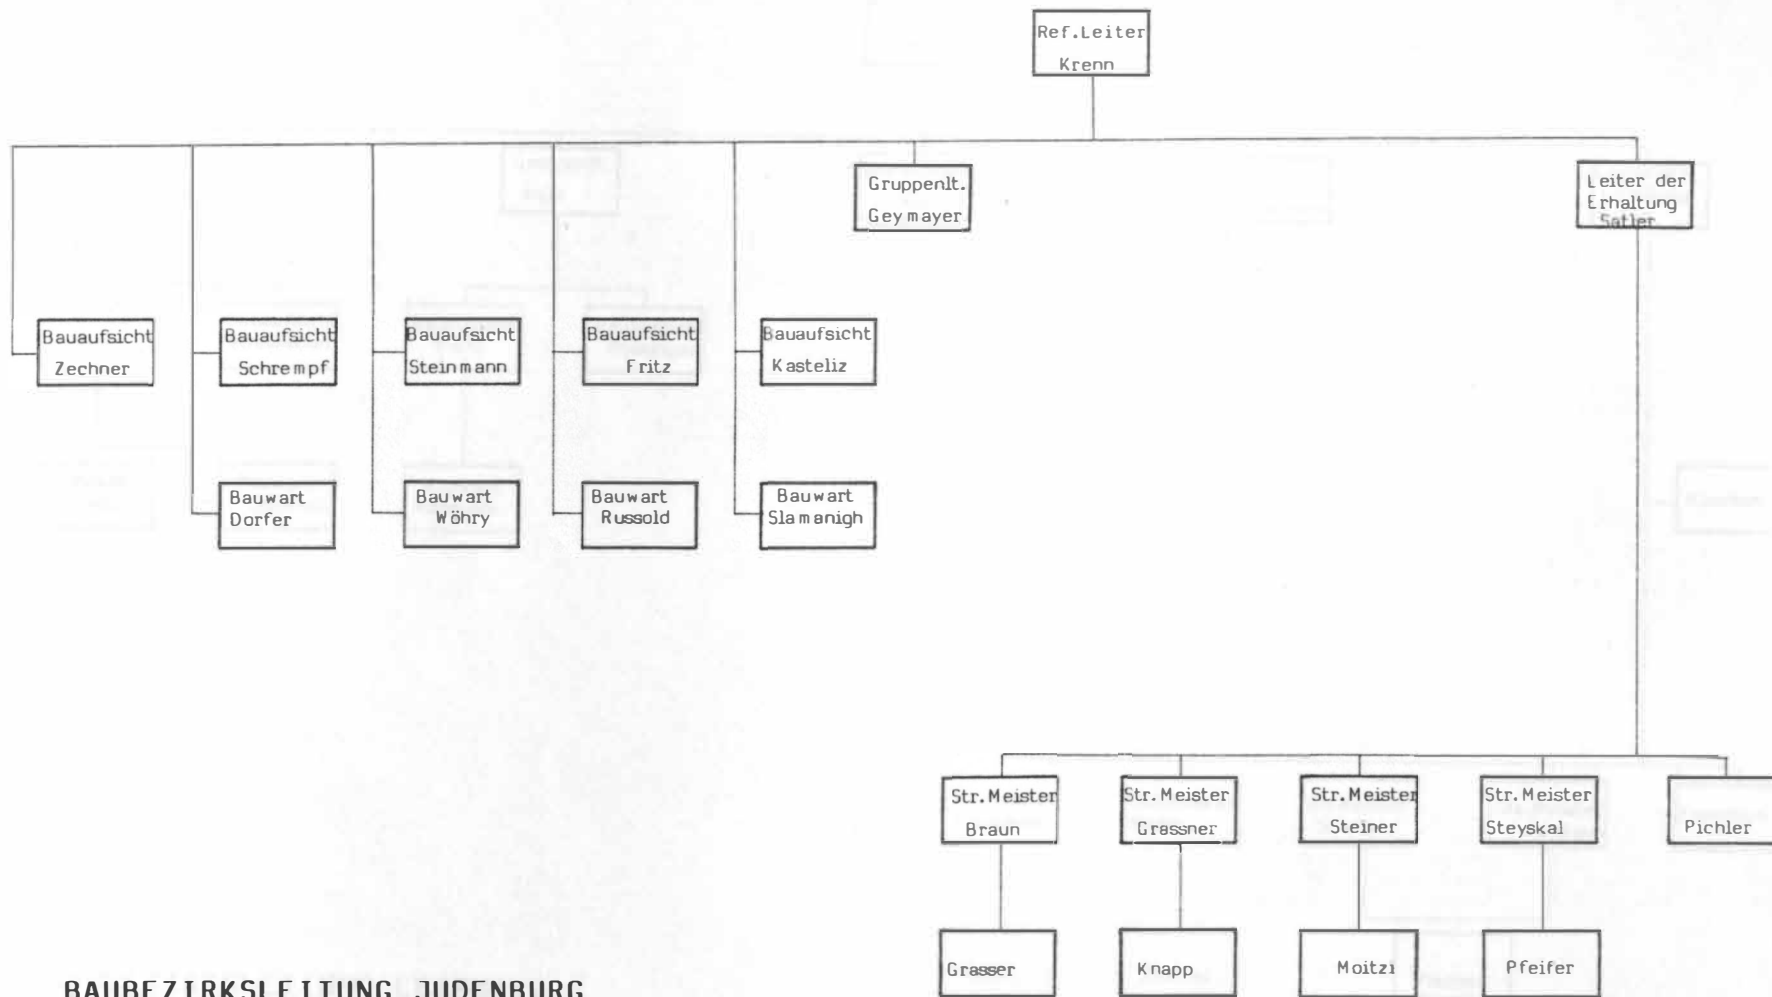 Ref.Leiter
Krenn
Gruppenlt.
Geymayer
Leiter der
Erhaltung
Satler
Bauaufsicht
Zechner
Bauaufsicht
Schrempf
Bauaufsicht
Steinmann
Bauaufsicht
Fritz
Bauaufsicht
Kasteliz
Bauwart
Dorfer
Bauwart
Wöhry
Bauwart
Russold
Bauwart
Slamanigh
Str.Meister
Braun
Str.Meister
Grassner
Str.Meister
Steiner
Str.Meister
Steyskal
Pichler
Grasser
Knapp
Moitzi
Pfeifer
BAUBEZIRKSLEITUNG JUDENBURG